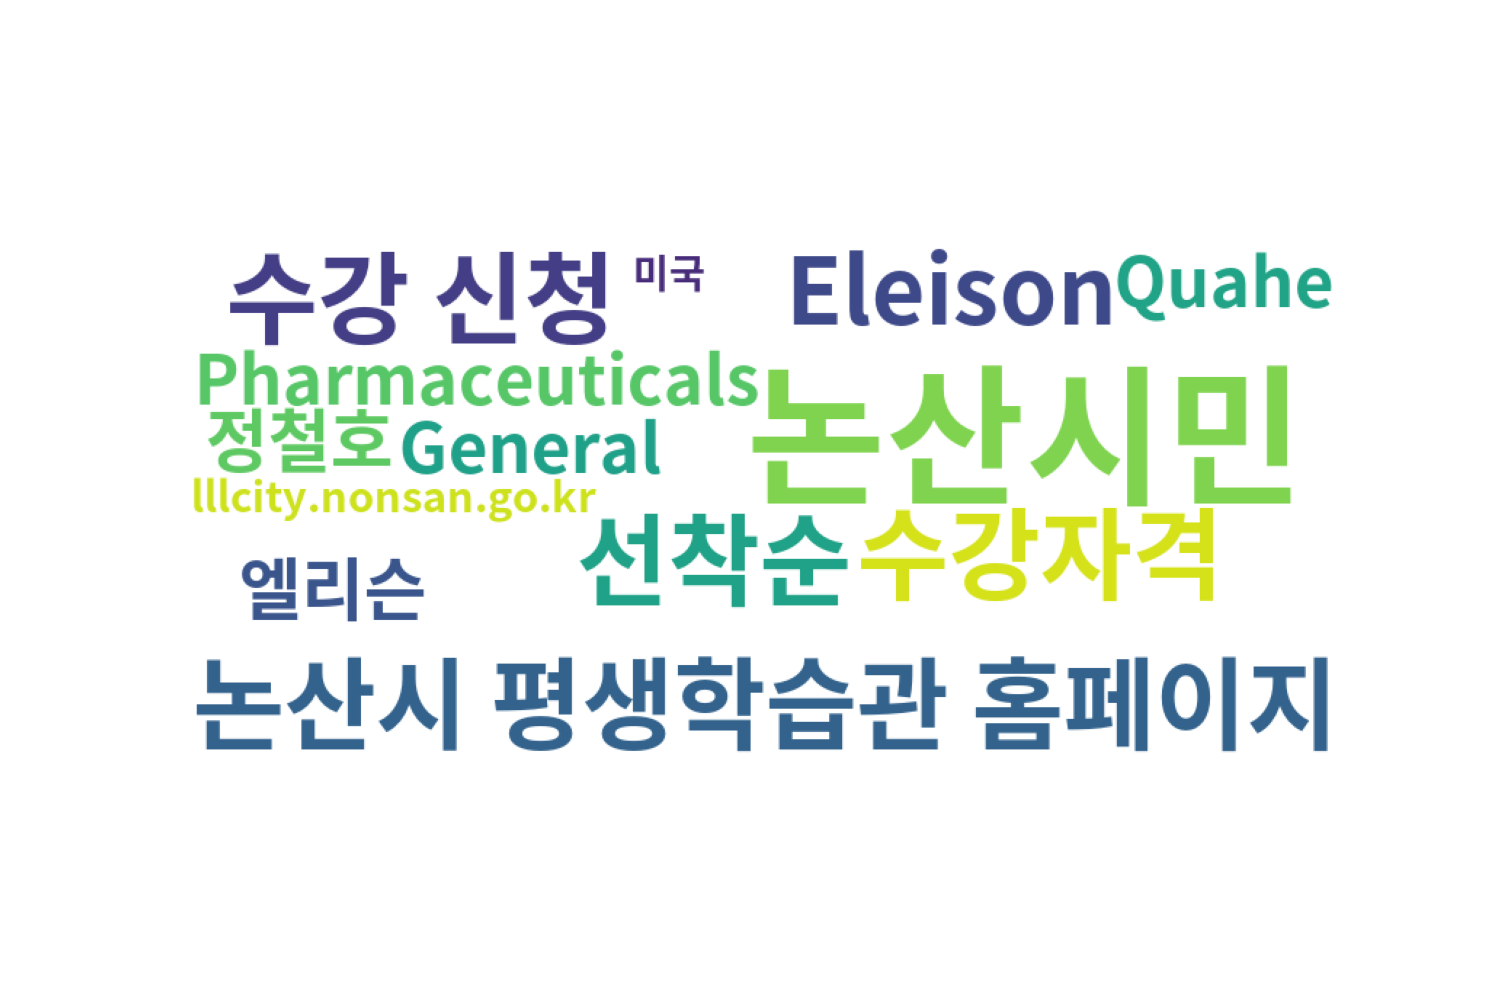 수강 신청 미국 Eleison Quahe
Pharmaceuticals 논산시민
정철호 General
lllcity.nonsan.go.kr
선착순 수강자격
엘리슨
논산시 평생학습관 홈페이지